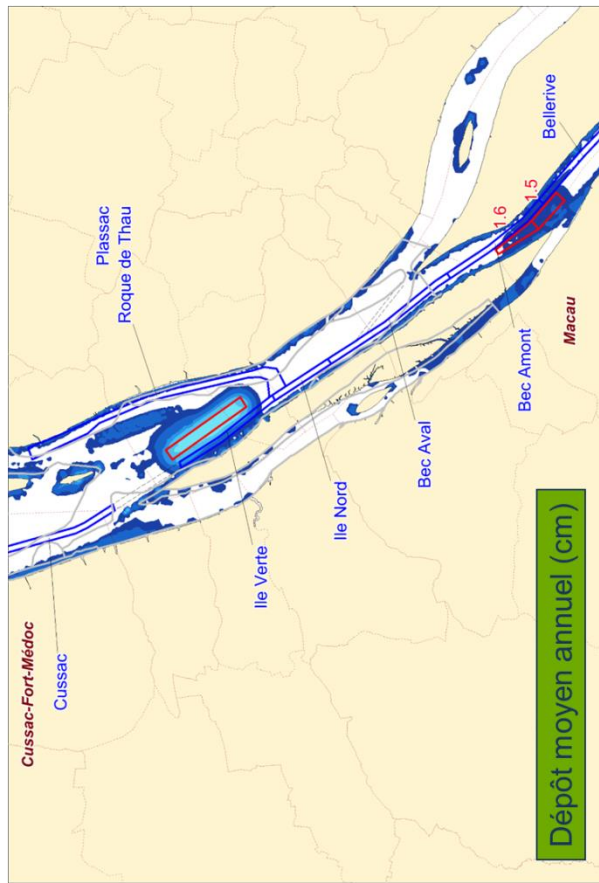 Cussac-Fort-Médoc
Cussac
Plassac
Roque de Thau
Ile Verte
Ile Nord
Bec Aval
Bec Amont
1.6
1.5
Bellerive
Macau
Dépôt moyen annuel (cm)